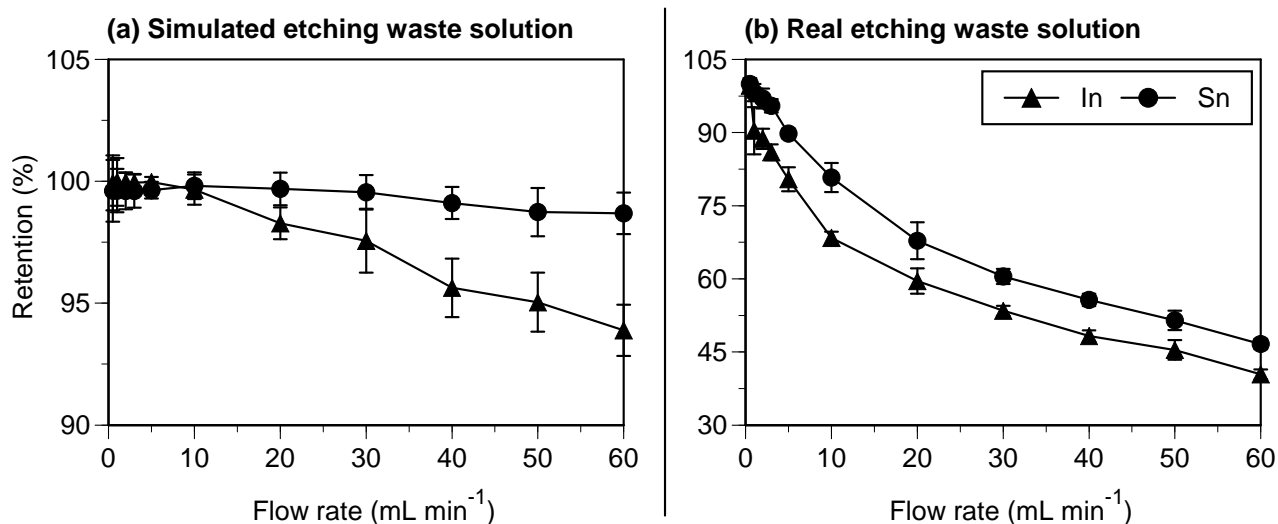 (a) Simulated etching waste solution
105
100
95
90
Retention (%)
0 10 20 30 40 50 60
Flow rate (mL min⁻¹)
(b) Real etching waste solution
In Sn
105
90
75
60
45
30
0 10 20 30 40 50 60
Flow rate (mL min⁻¹)